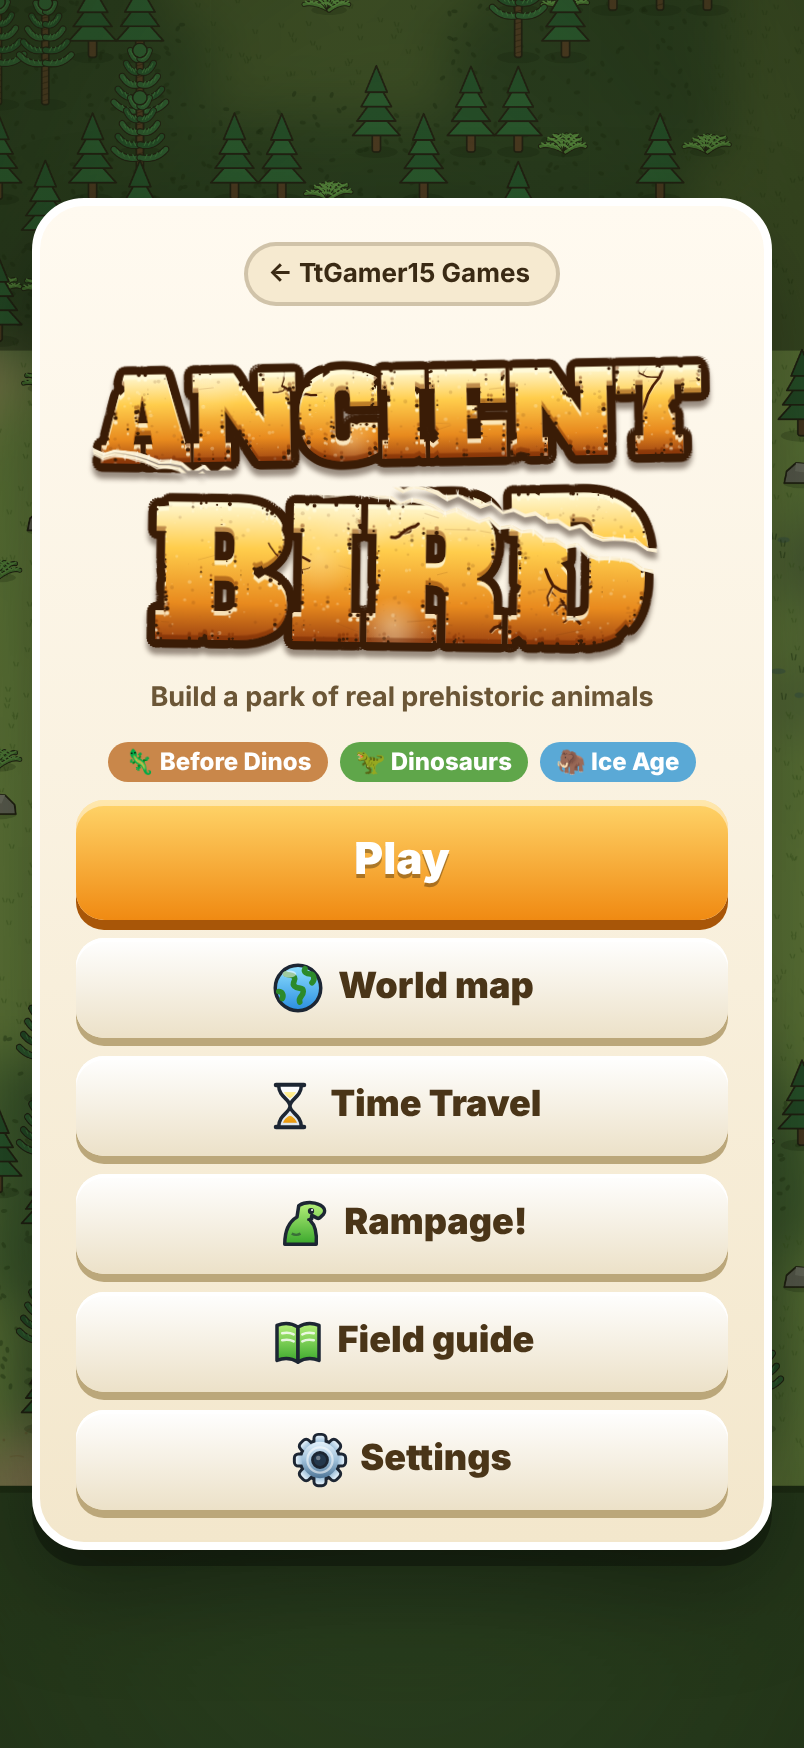 ← TtGamer15 Games
ANCIENT
BIRD
Build a park of real prehistoric animals
Before Dinos
Dinosaurs
Ice Age
Play
World map
Time Travel
Rampage!
Field guide
Settings